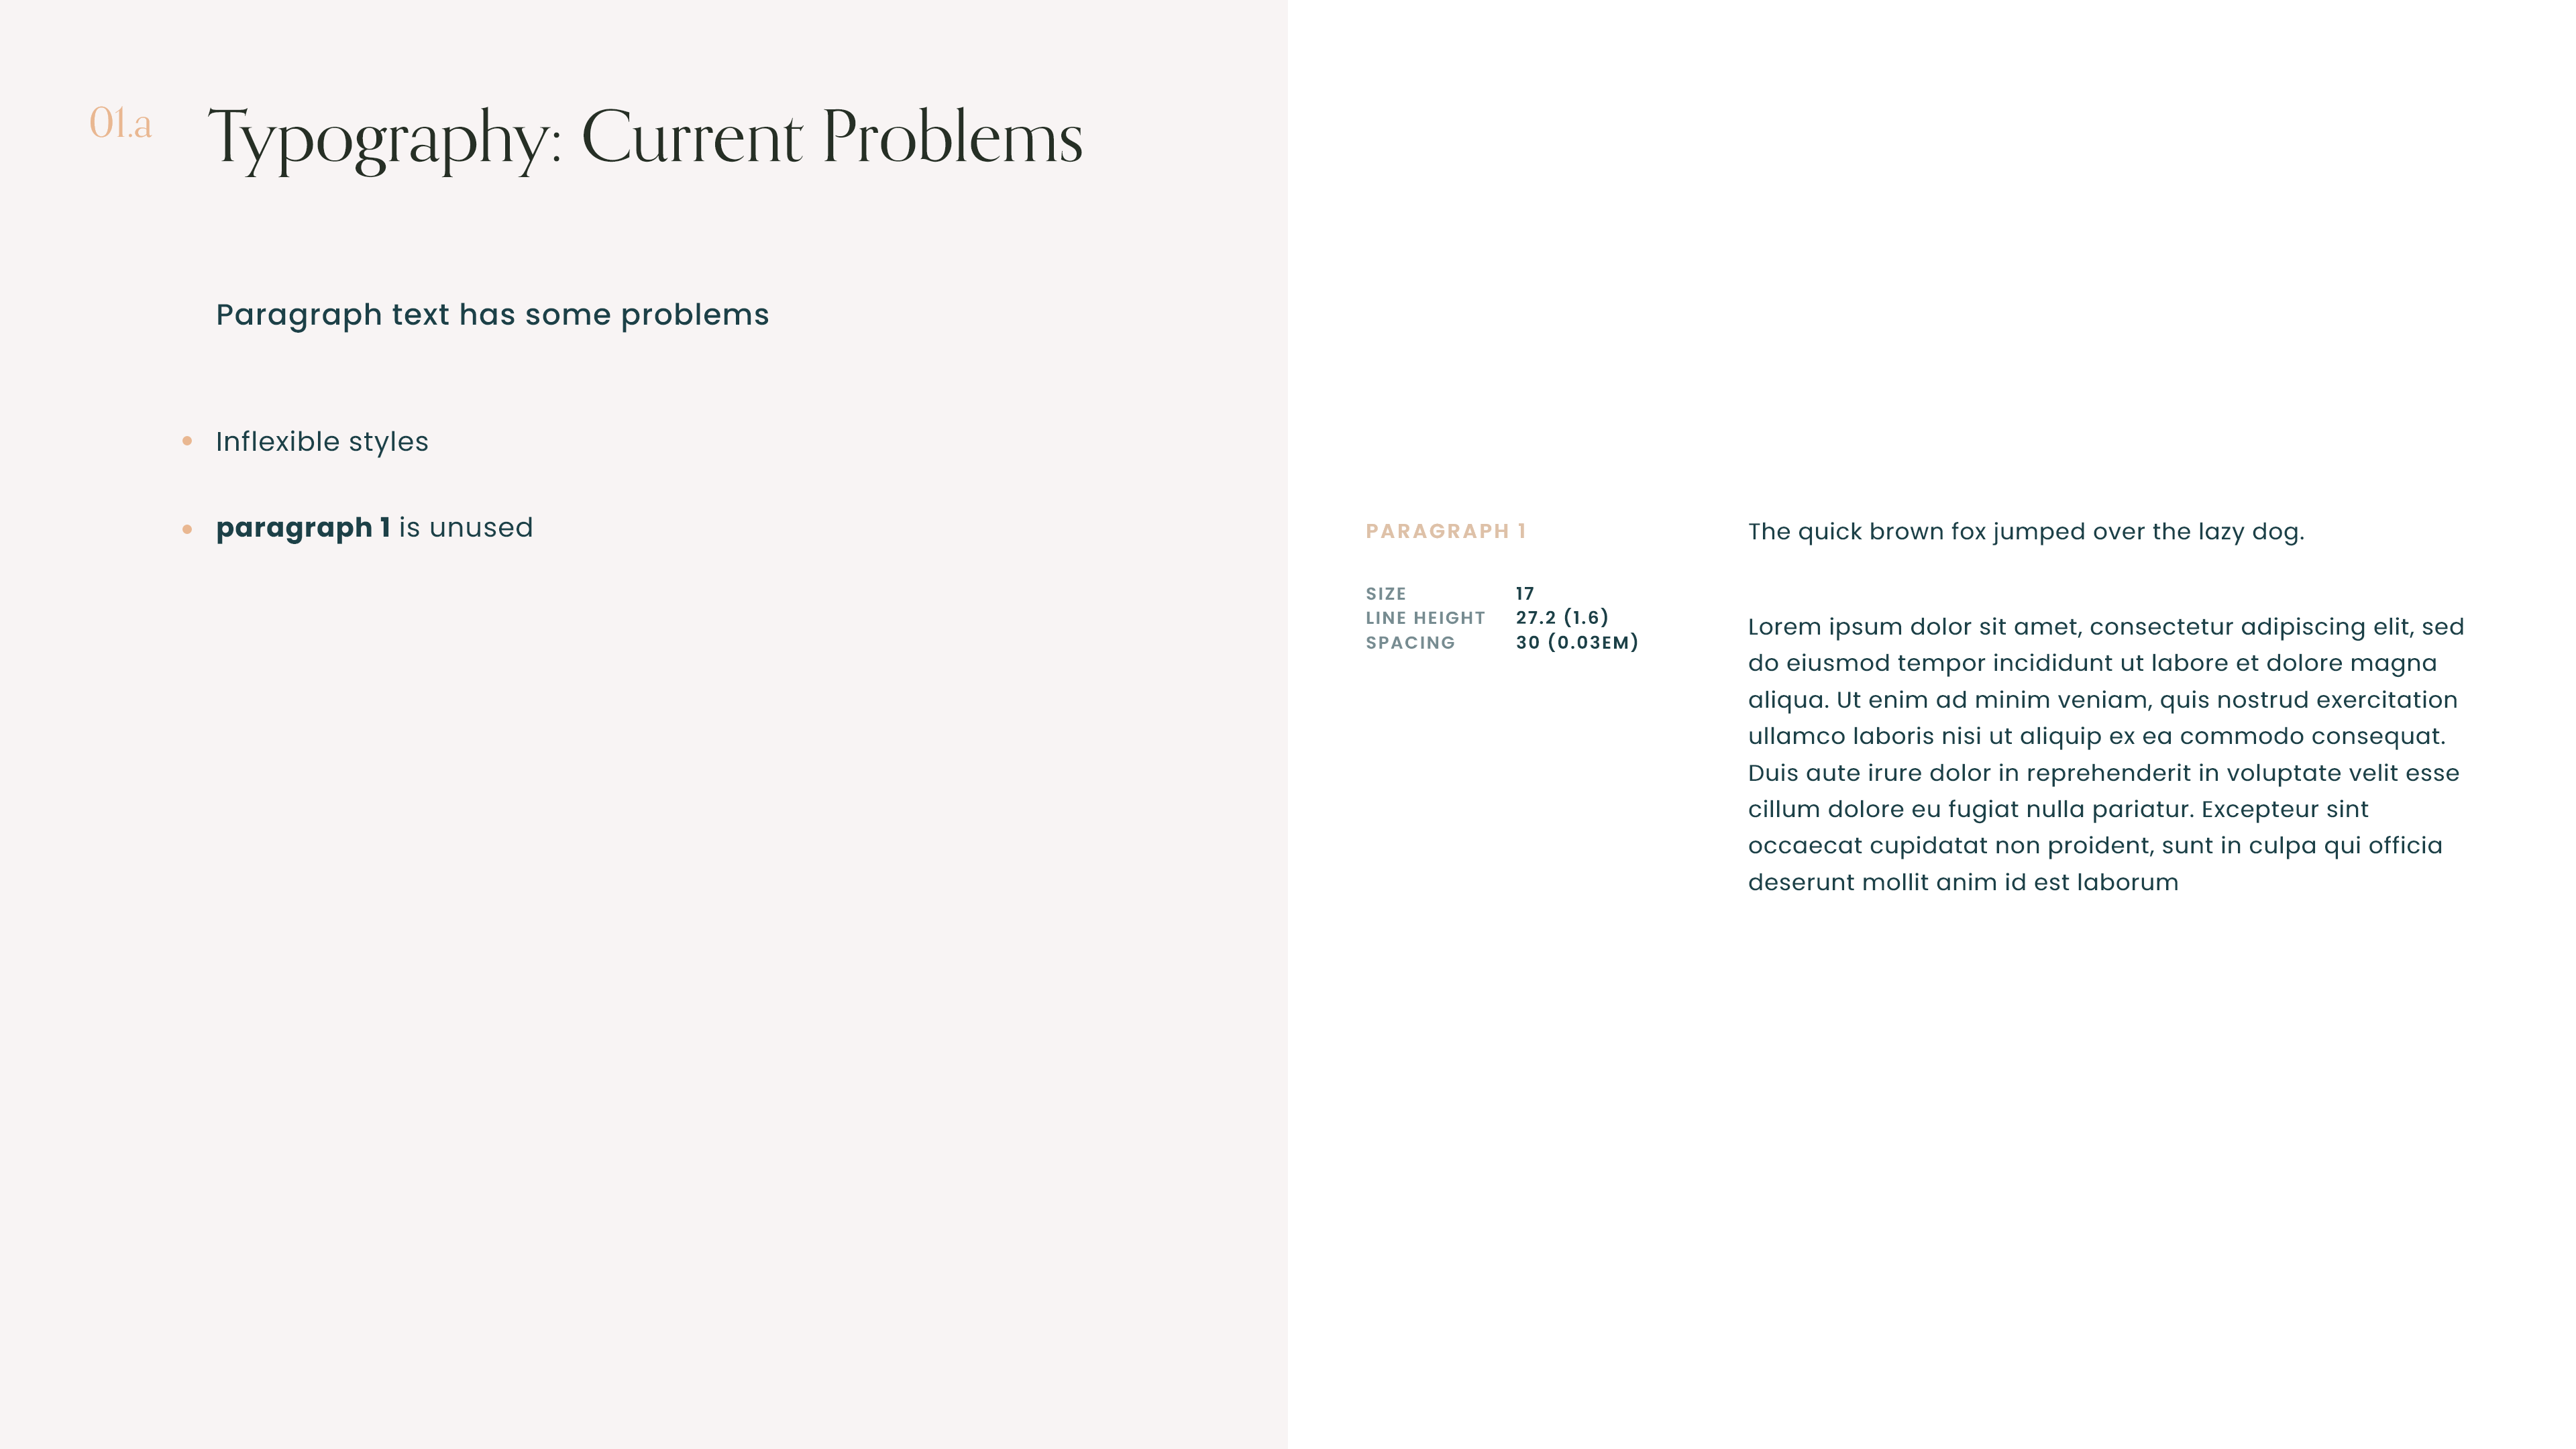 01.a
Typography: Current Problems
Paragraph text has some problems
Inflexible styles
paragraph 1 is unused
PARAGRAPH 1
SIZE 17
LINE HEIGHT 27.2 (1.6)
SPACING 30 (0.03EM)
The quick brown fox jumped over the lazy dog.
Lorem ipsum dolor sit amet, consectetur adipiscing elit, sed
do eiusmod tempor incididunt ut labore et dolore magna
aliqua. Ut enim ad minim veniam, quis nostrud exercitation
ullamco laboris nisi ut aliquip ex ea commodo consequat.
Duis aute irure dolor in reprehenderit in voluptate velit esse
cillum dolore eu fugiat nulla pariatur. Excepteur sint
occaecat cupidatat non proident, sunt in culpa qui officia
deserunt mollit anim id est laborum